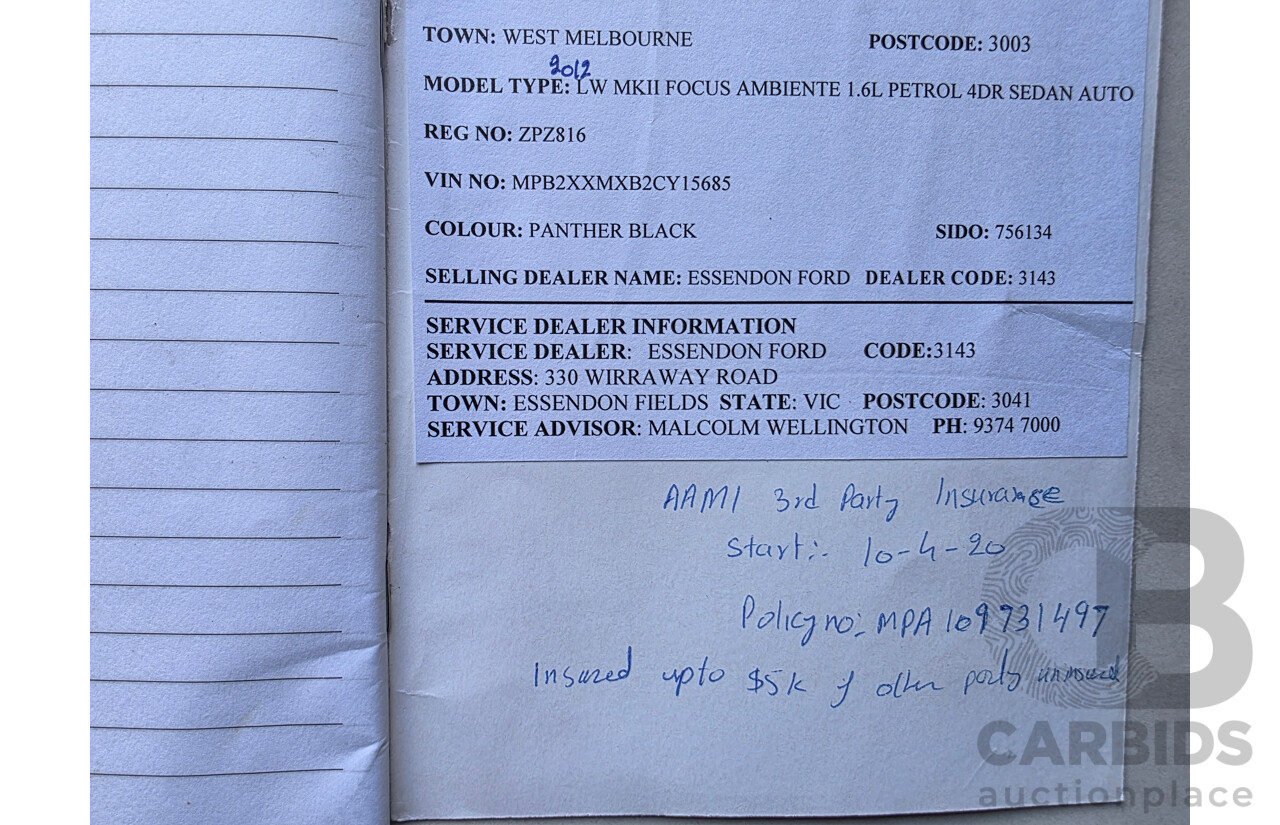 TOWN: WEST MELBOURNE POSTCODE: 3003
2012
MODEL TYPE: LW MKII FOCUS AMBIENTE 1.6L PETROL 4DR SEDAN AUTO
REG NO: ZPZ816
VIN NO: MPB2XXMXB2CY15685
COLOUR: PANTHER BLACK SIDO: 756134
SELLING DEALER NAME: ESSENDON FORD DEALER CODE: 3143
SERVICE DEALER INFORMATION
SERVICE DEALER: ESSENDON FORD CODE:3143
ADDRESS: 330 WIRRAWAY ROAD
TOWN: ESSENDON FIELDS STATE: VIC POSTCODE: 3041
SERVICE ADVISOR: MALCOLM WELLINGTON PH: 9374 7000
AAMI 3rd Party Insurance
Start:- 10-4-20
Policy no: MPA 109731497
Insured upto $5k if other party uninsured
CARBIDS
auctionplace